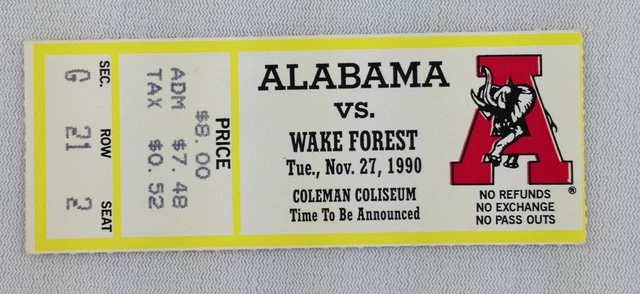 SEC. ROW SEAT
G 21 2
PRICE
$8.00
ADM $7.48
TAX $0.52
ALABAMA
VS.
WAKE FOREST
Tue., Nov. 27, 1990
COLEMAN COLISEUM
Time To Be Announced
A
®
NO REFUNDS
NO EXCHANGE
NO PASS OUTS